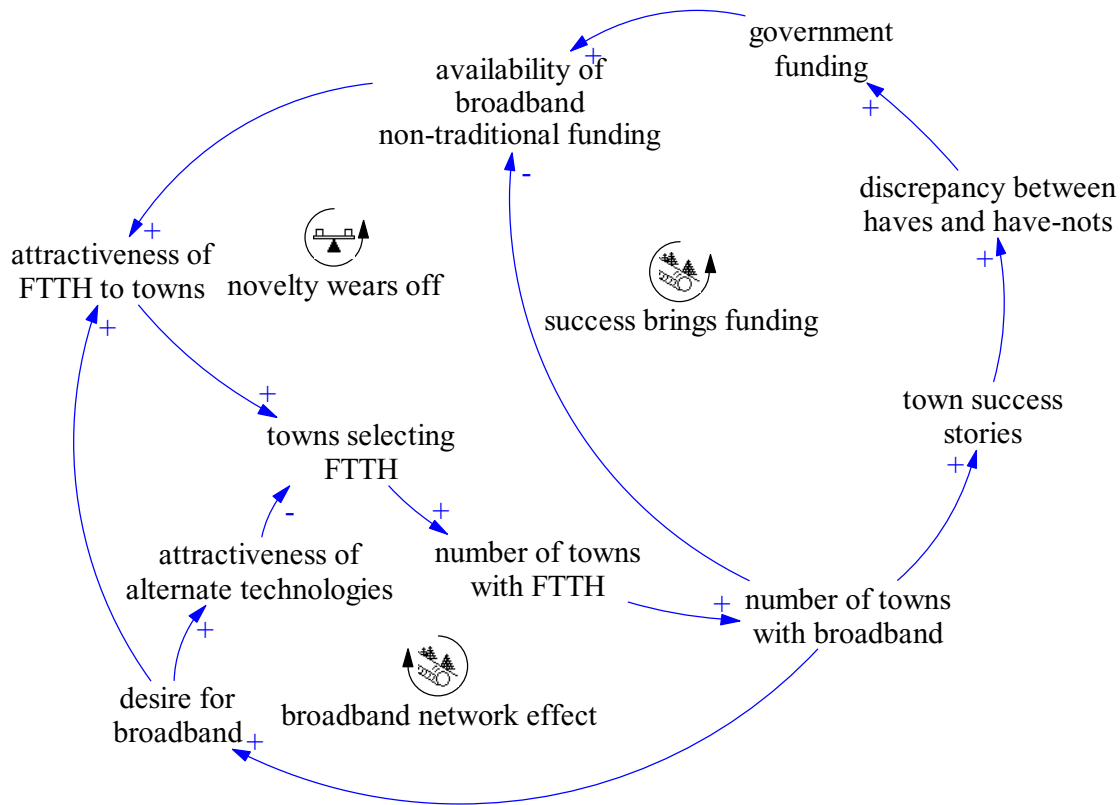 government
funding
+
availability of
broadband
non-traditional funding
+
-
discrepancy between
haves and have-nots
+
+
attractiveness of
FTTH to towns
+
novelty wears off
success brings funding
+
town success
stories
+
towns selecting
FTTH
-
+
number of towns
with FTTH
attractiveness of
alternate technologies
+
+
number of towns
with broadband
desire for
broadband
+
broadband network effect